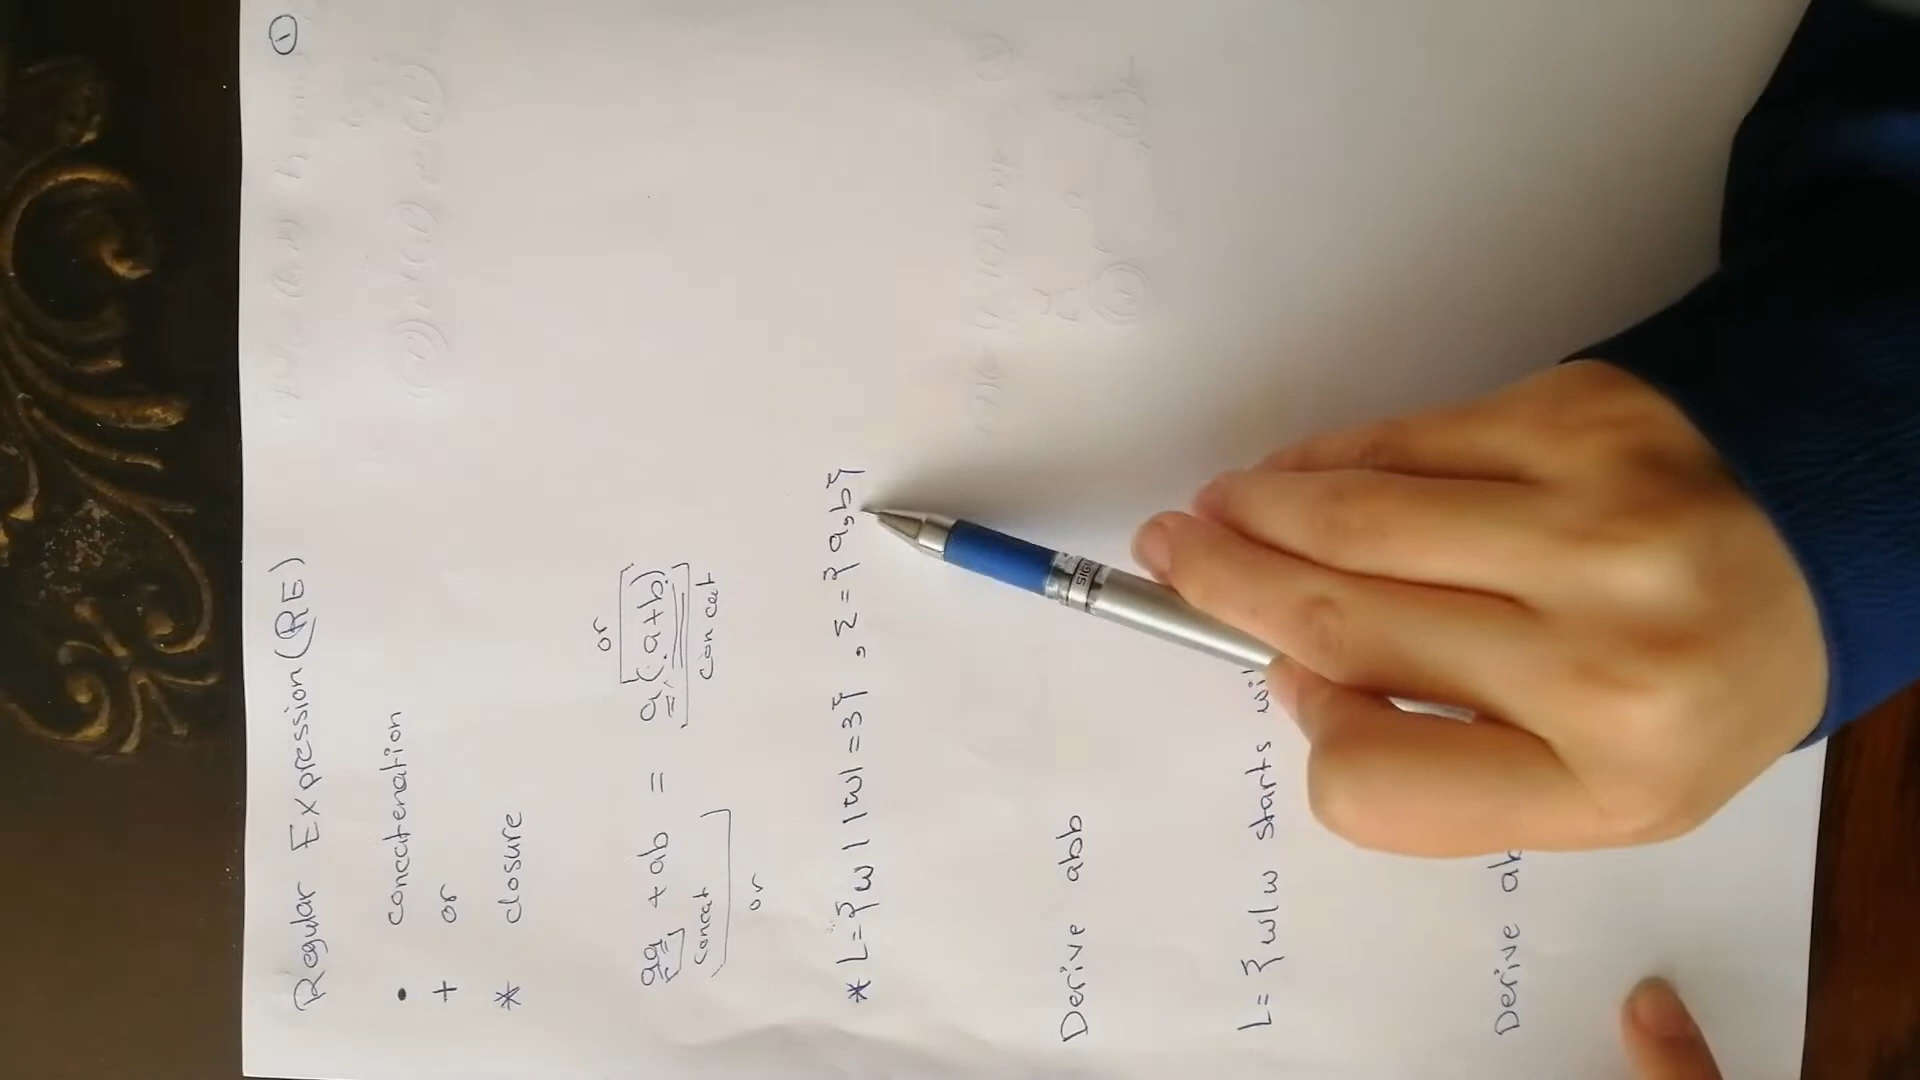 ①
Regular Expression (RE)
• concatenation
+ or
* closure
or
aa + ab = a(a+b)
concat concat
or
* L={w | |w|=3} , Σ={a,b}
Derive abb
L={w|w starts
Derive ab
SIG